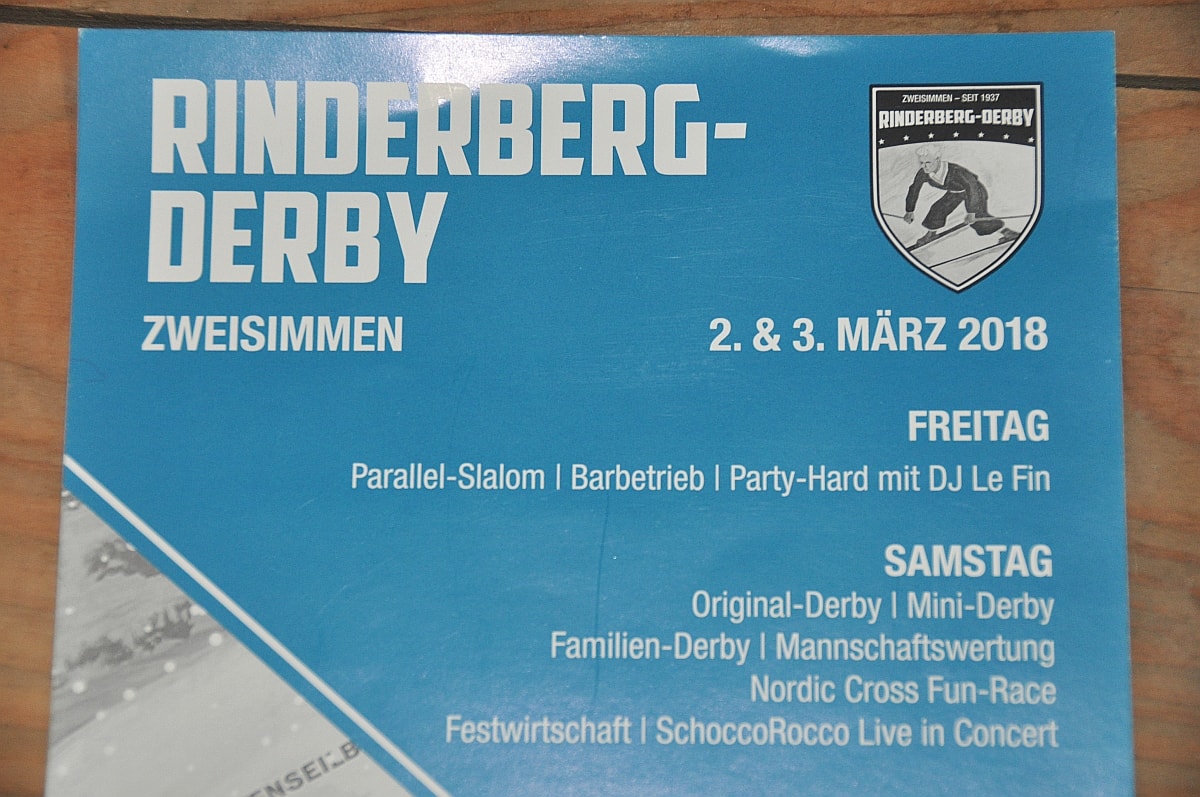 RINDERBERG-
DERBY
ZWEISIMMEN – SEIT 1937
RINDERBERG-DERBY
ZWEISIMMEN
2. & 3. MÄRZ 2018
FREITAG
Parallel-Slalom | Barbetrieb | Party-Hard mit DJ Le Fin
SAMSTAG
Original-Derby | Mini-Derby
Familien-Derby | Mannschaftswertung
Nordic Cross Fun-Race
Festwirtschaft | SchoccoRocco Live in Concert